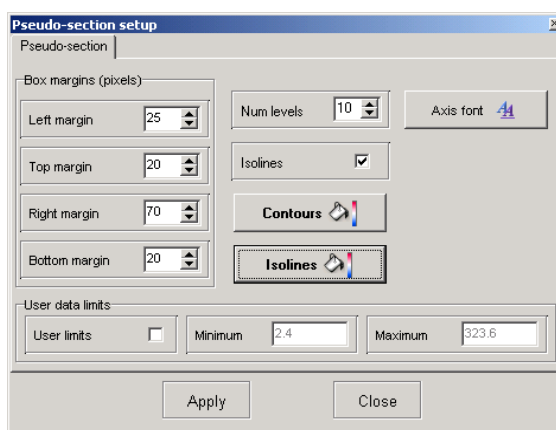 Pseudo-section setup
Pseudo-section
Box margins (pixels)
Left margin 25
Top margin 20
Right margin 70
Bottom margin 20
Num levels 10
Isolines
Contours
Isolines
Axis font AA
User data limits
User limits
Minimum 2.4
Maximum 323.6
Apply
Close